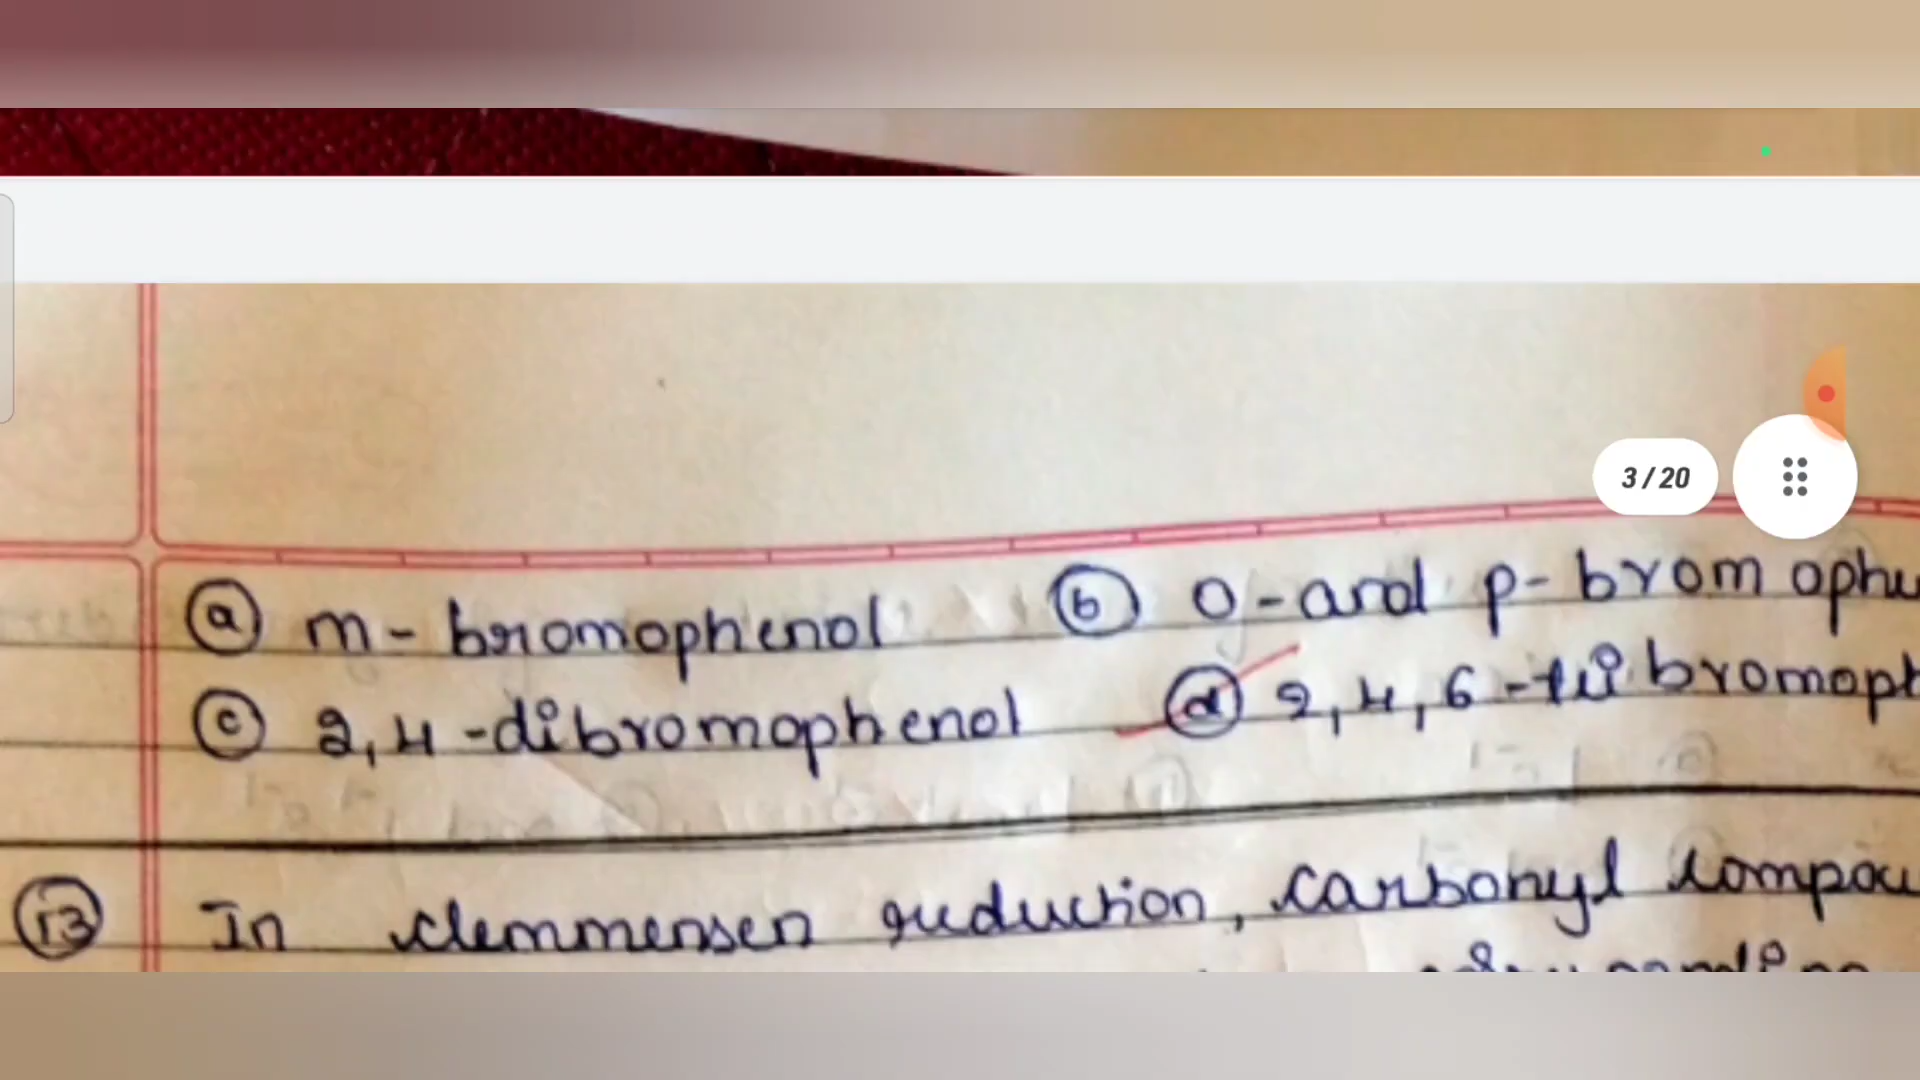 3/20
ⓐ m- bromophenol ⓑ o-and p- bromophe
ⓒ 2,4-dibromophenol ⓓ 2,4,6-tribromoph
⑬ In clemmensen reduction, carbonyl compou